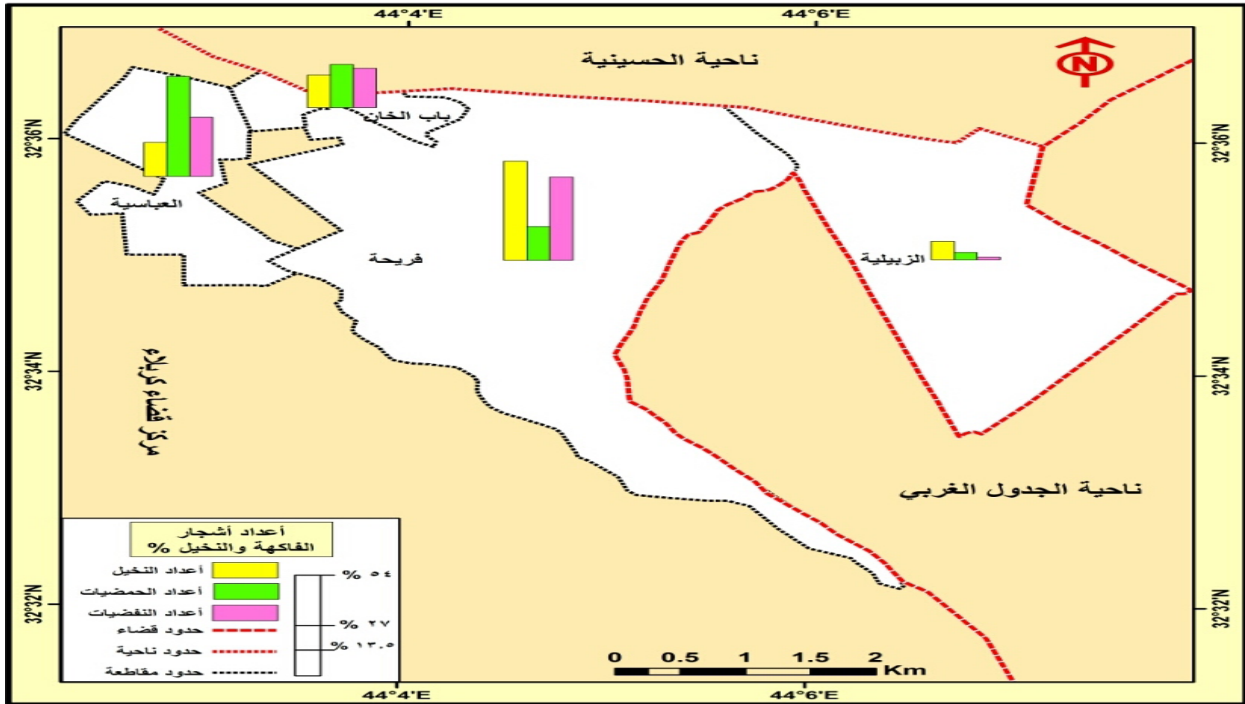 44°4'E
44°6'E
ناحية الحسينية
N
باب الخان
32°36'N
32°36'N
العباسية
فريحة
الزبيلية
32°34'N
32°34'N
مركز قضاء كربلاء
ناحية الجدول الغربي
أعداد أشجار
الفاكهة والنخيل %
أعداد النخيل
أعداد الحمضيات
أعداد النفضيات
حدود قضاء
حدود ناحية
حدود مقاطعة
٥٤ %
٢٧ %
١٣.٥ %
32°32'N
32°32'N
0 0.5 1 1.5 2
Km
44°4'E
44°6'E